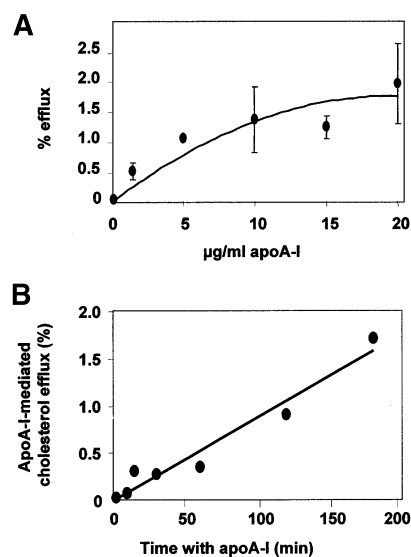 A
2.5
2.0
1.5
1.0
0.5
0
% efflux
0 5 10 15 20
µg/ml apoA-I
B
2.0
1.5
1.0
0.5
0
ApoA-I-mediated
cholesterol efflux (%)
0 50 100 150 200
Time with apoA-I (min)